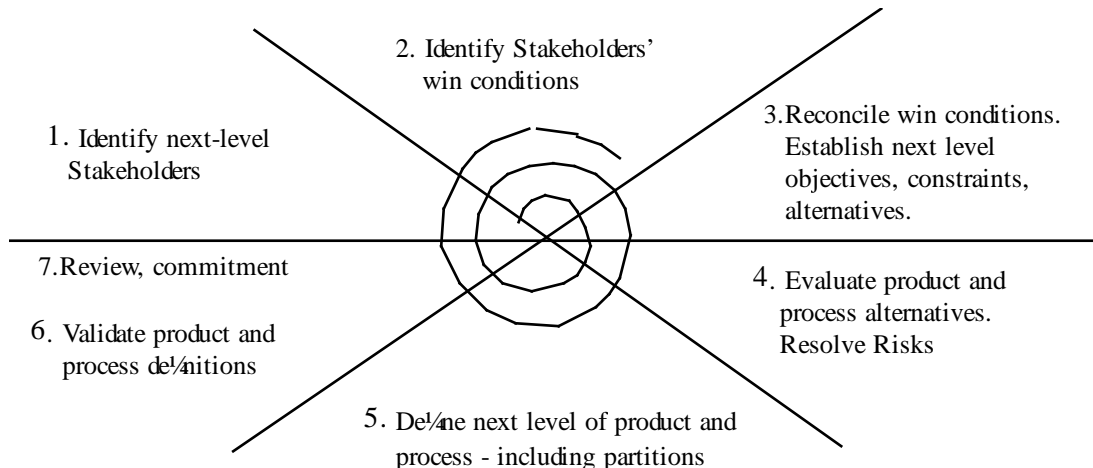 1. Identify next-level
Stakeholders
2. Identify Stakeholders’
win conditions
3.Reconcile win conditions.
Establish next level
objectives, constraints,
alternatives.
4. Evaluate product and
process alternatives.
Resolve Risks
5. De¼ne next level of product and
process - including partitions
6. Validate product and
process de¼nitions
7.Review, commitment